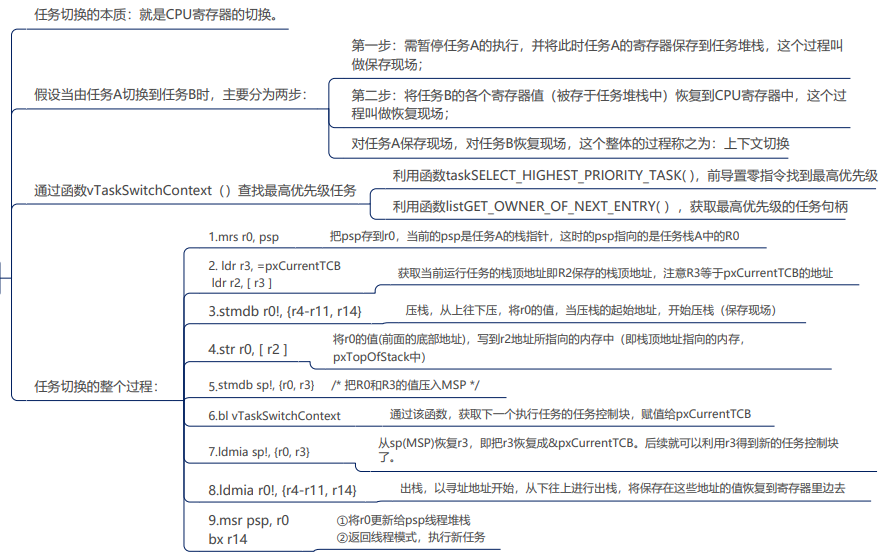 任务切换的本质：就是CPU寄存器的切换。
假设当由任务A切换到任务B时，主要分为两步：
第一步：需暂停任务A的执行，并将此时任务A的寄存器保存到任务堆栈，这个过程叫
做保存现场；
第二步：将任务B的各个寄存器值（被存于任务堆栈中）恢复到CPU寄存器中，这个过
程叫做恢复现场；
对任务A保存现场，对任务B恢复现场，这个整体的过程称之为：上下文切换
通过函数vTaskSwitchContext（）查找最高优先级任务
利用函数taskSELECT_HIGHEST_PRIORITY_TASK( )，前导置零指令找到最高优先级
利用函数listGET_OWNER_OF_NEXT_ENTRY( ) ，获取最高优先级的任务句柄
任务切换的整个过程：
1.mrs r0, psp
把psp存到r0，当前的psp是任务A的栈指针，这时的psp指向的是任务栈A中的R0
2. ldr r3, =pxCurrentTCB
ldr r2, [ r3 ]
获取当前运行任务的栈顶地址即R2保存的栈顶地址，注意R3等于pxCurrentTCB的地址
3.stmdb r0!, {r4-r11, r14}
压栈，从上往下压，将r0的值，当压栈的起始地址，开始压栈（保存现场）
4.str r0, [ r2 ]
将r0的值(前面的底部地址)，写到r2地址所指向的内存中（即栈顶地址指向的内存，
pxTopOfStack中）
5.stmdb sp!, {r0, r3}
/* 把R0和R3的值压入MSP */
6.bl vTaskSwitchContext
通过该函数，获取下一个执行任务的任务控制块，赋值给pxCurrentTCB
7.ldmia sp!, {r0, r3}
从sp(MSP)恢复r3，即把r3恢复成&pxCurrentTCB。后续就可以利用r3得到新的任务控制块
了。
8.ldmia r0!, {r4-r11, r14}
出栈，以寻址地址开始，从下往上进行出栈，将保存在这些地址的值恢复到寄存器里边去
9.msr psp, r0
bx r14
①将r0更新给psp线程堆栈
②返回线程模式，执行新任务